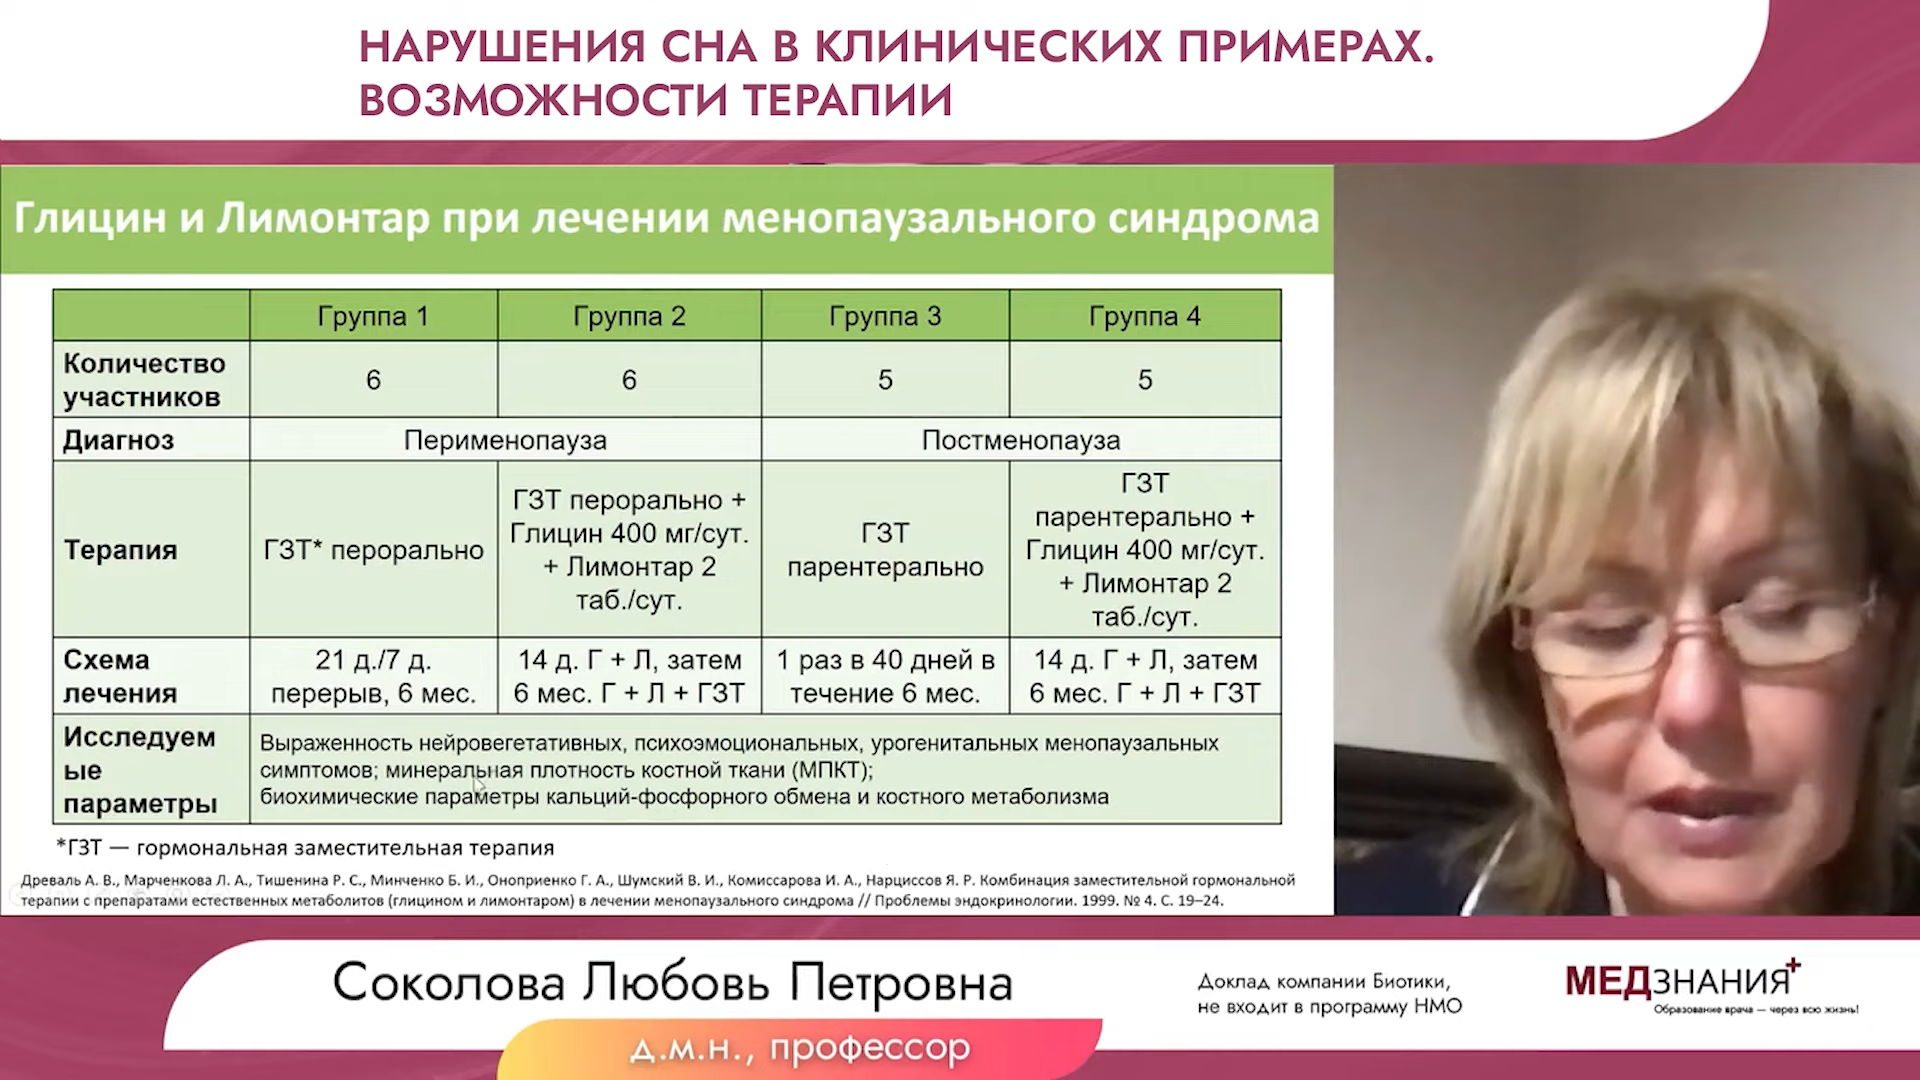 НАРУШЕНИЯ СНА В КЛИНИЧЕСКИХ ПРИМЕРАХ.
ВОЗМОЖНОСТИ ТЕРАПИИ
Глицин и Лимонтар при лечении менопаузального синдрома
Группа 1
Группа 2
Группа 3
Группа 4
Количество
участников
6
6
5
5
Диагноз
Перименопауза
Постменопауза
Терапия
ГЗТ* перорально
ГЗТ перорально +
Глицин 400 мг/сут.
+ Лимонтар 2
таб./сут.
ГЗТ
парентерально
ГЗТ
парентерально +
Глицин 400 мг/сут.
+ Лимонтар 2
таб./сут.
Схема
лечения
21 д./7 д.
перерыв, 6 мес.
14 д. Г + Л, затем
6 мес. Г + Л + ГЗТ
1 раз в 40 дней в
течение 6 мес.
14 д. Г + Л, затем
6 мес. Г + Л + ГЗТ
Исследуем
ые
параметры
Выраженность нейровегетативных, психоэмоциональных, урогенитальных менопаузальных
симптомов; минеральная плотность костной ткани (МПКТ);
биохимические параметры кальций-фосфорного обмена и костного метаболизма
*ГЗТ — гормональная заместительная терапия
Древаль А. В., Марченкова Л. А., Тишенина Р. С., Минченко Б. И., Оноприенко Г. А., Шумский В. И., Комиссарова И. А., Нарциссов Я. Р. Комбинация заместительной гормональной
терапии с препаратами естественных метаболитов (глицином и лимонтаром) в лечении менопаузального синдрома // Проблемы эндокринологии. 1999. № 4. С. 19–24.
Соколова Любовь Петровна
д.м.н., профессор
Доклад компании Биотики,
не входит в программу НМО
МЕДЗНАНИЯ+
Образование врача — через всю жизнь!